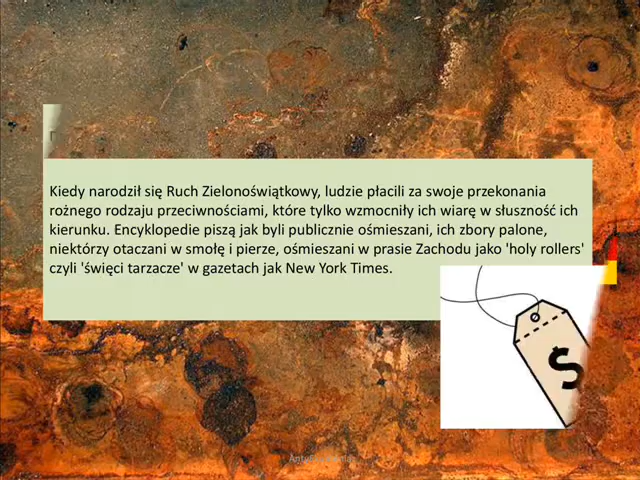 Kiedy narodził się Ruch Zielonoświątkowy, ludzie płacili za swoje przekonania
rożnego rodzaju przeciwnościami, które tylko wzmocniły ich wiarę w słuszność ich
kierunku. Encyklopedie piszą jak byli publicznie ośmieszani, ich zbory palone,
niektórzy otaczani w smołę i pierze, ośmieszani w prasie Zachodu jako 'holy rollers'
czyli 'święci tarzacze' w gazetach jak New York Times.
$